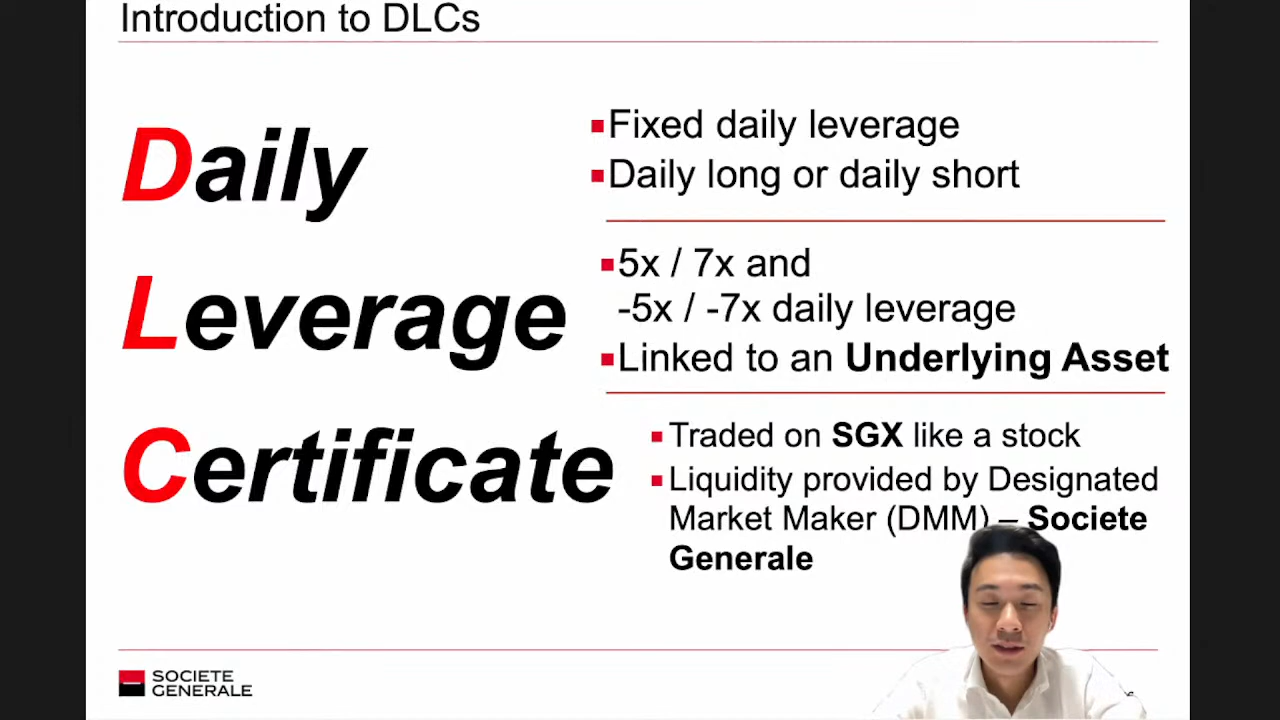 Introduction to DLCs
Daily
Fixed daily leverage
Daily long or daily short
Leverage
5x / 7x and
-5x / -7x daily leverage
Linked to an Underlying Asset
Certificate
Traded on SGX like a stock
Liquidity provided by Designated
Market Maker (DMM) – Societe
Generale
SOCIETE
GENERALE